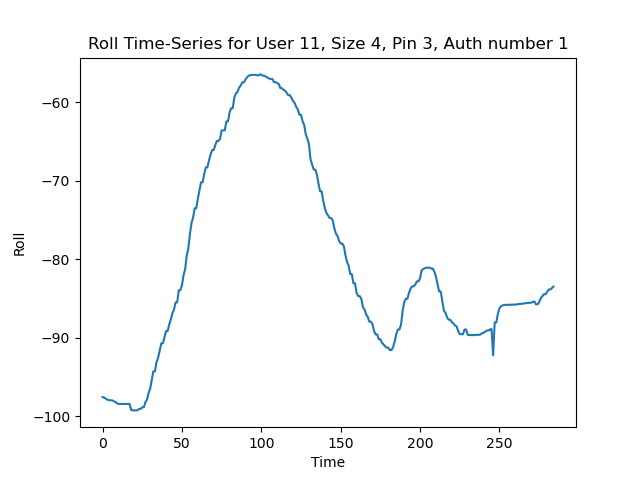 Roll Time-Series for User 11, Size 4, Pin 3, Auth number 1
−60
−70
−80
−90
−100
Roll
0 50 100 150 200 250
Time